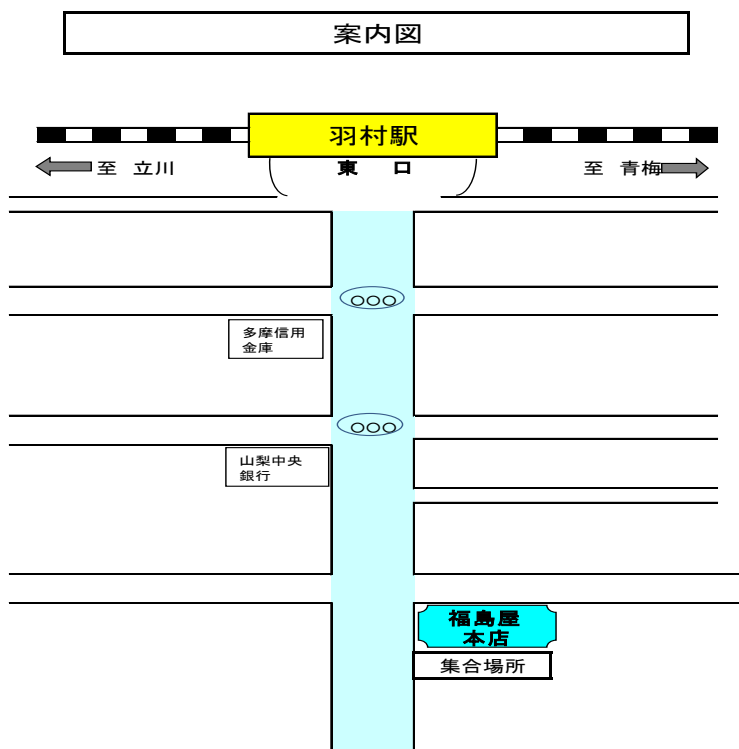 案内図
羽村駅
至 立川
東 口
至 青梅
○○○
多摩信用
金庫
○○○
山梨中央
銀行
福島屋
本店
集合場所